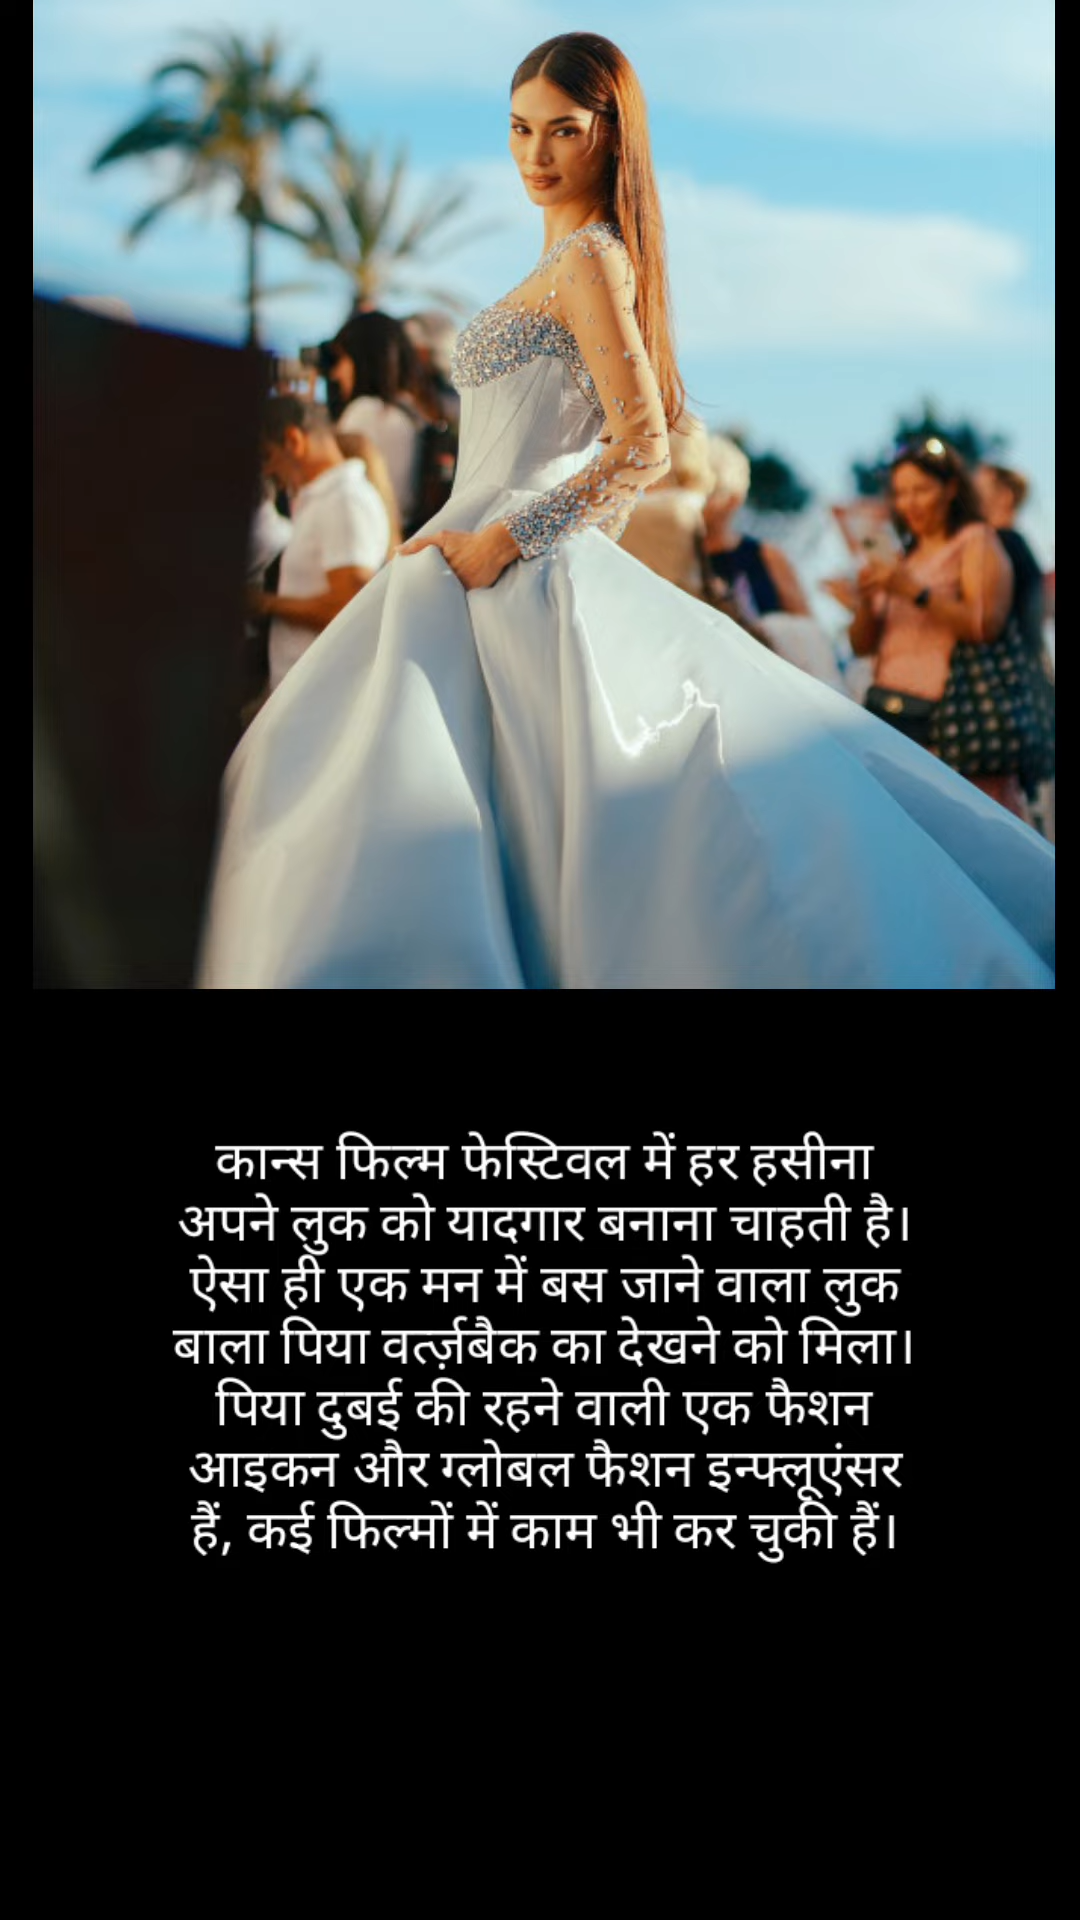 कान्स फिल्म फेस्टिवल में हर हसीना
अपने लुक को यादगार बनाना चाहती है।
ऐसा ही एक मन में बस जाने वाला लुक
बाला पिया वर्त्ज़बैक का देखने को मिला।
पिया दुबई की रहने वाली एक फैशन
आइकन और ग्लोबल फैशन इन्फ्लूएंसर
हैं, कई फिल्मों में काम भी कर चुकी हैं।